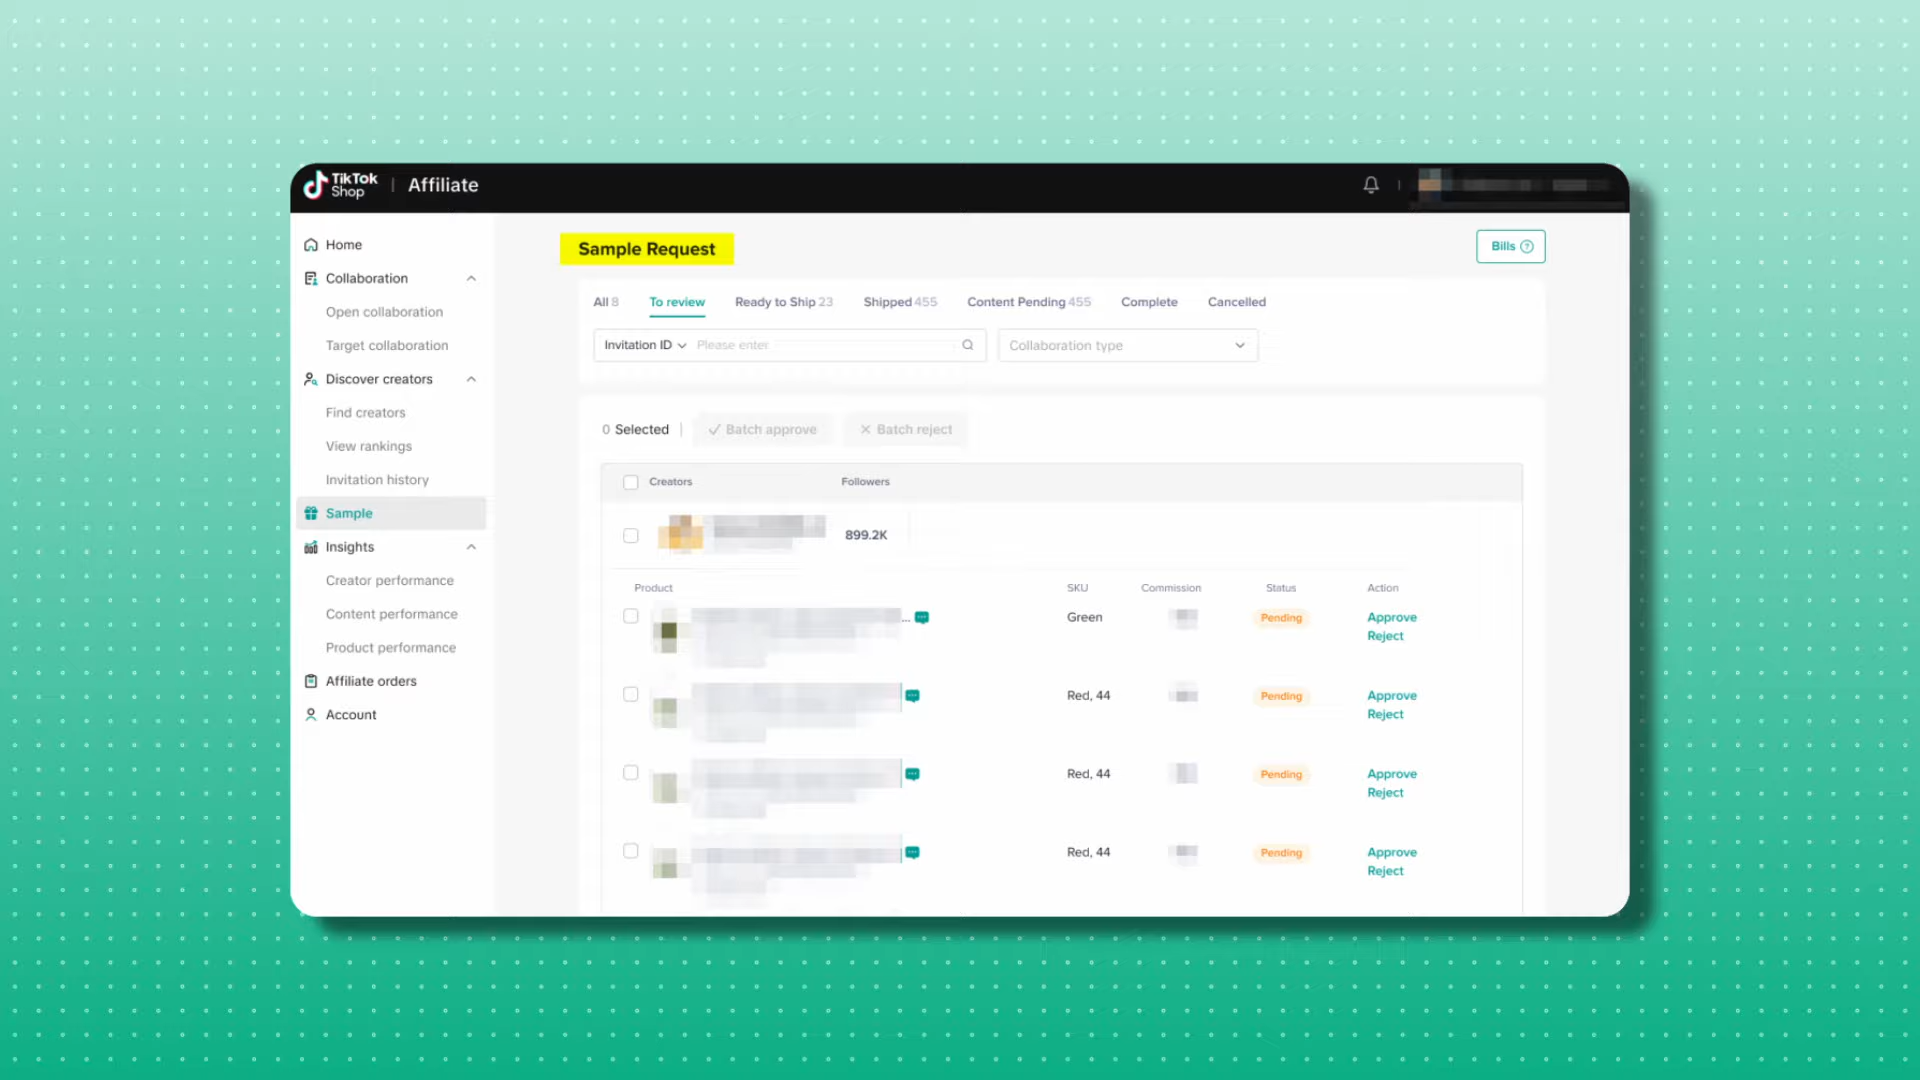 TikTok
Shop
Affiliate
Home
Collaboration
Open collaboration
Target collaboration
Discover creators
Find creators
View rankings
Invitation history
Sample
Insights
Creator performance
Content performance
Product performance
Affiliate orders
Account
Sample Request
Bills ?
All 8 To review Ready to Ship 23 Shipped 455 Content Pending 455 Complete Cancelled
Invitation ID Please enter Collaboration type
0 Selected Batch approve Batch reject
Creators Followers
899.2K
Product SKU Commission Status Action
... Green Pending Approve
Reject
Red, 44 Pending Approve
Reject
Red, 44 Pending Approve
Reject
Red, 44 Pending Approve
Reject